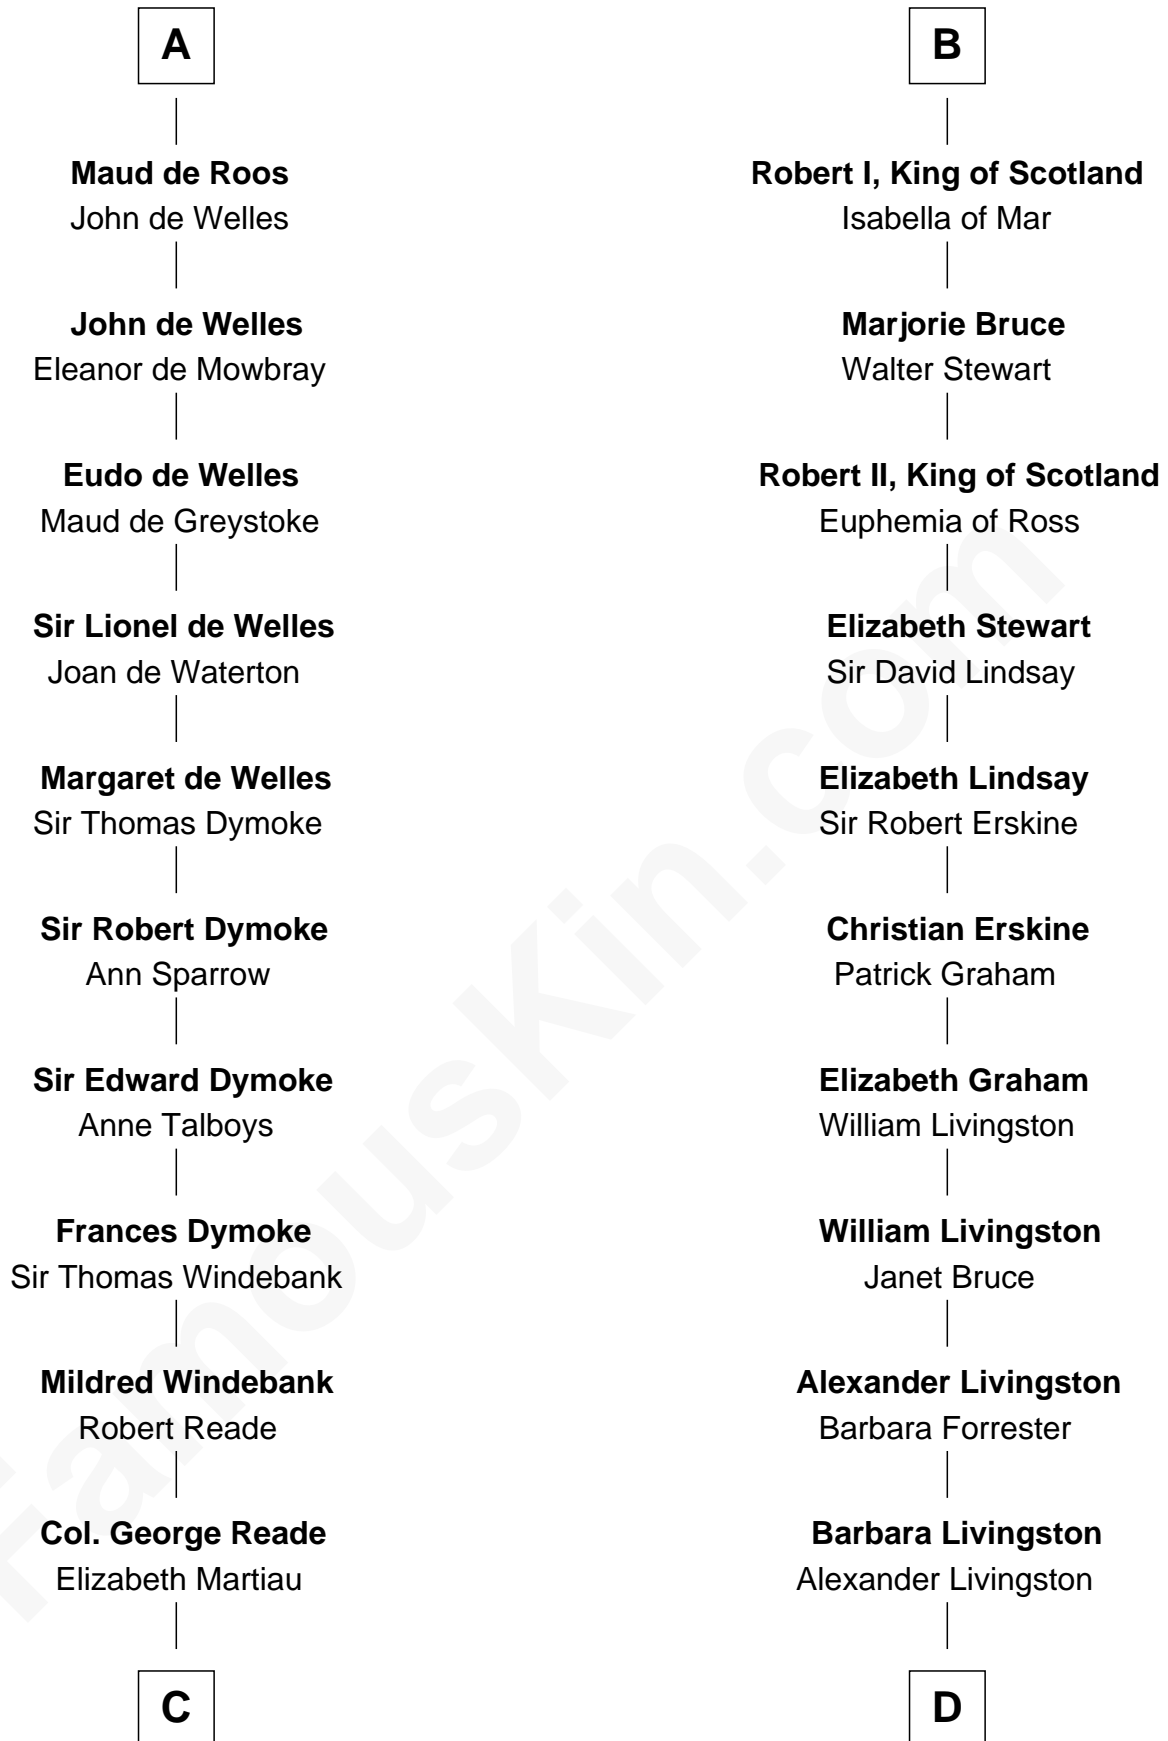 A
Maud de Roos
John de Welles
John de Welles
Eleanor de Mowbray
Eudo de Welles
Maud de Greystoke
Sir Lionel de Welles
Joan de Waterton
Margaret de Welles
Sir Thomas Dymoke
Sir Robert Dymoke
Ann Sparrow
Sir Edward Dymoke
Anne Talboys
Frances Dymoke
Sir Thomas Windebank
Mildred Windebank
Robert Reade
Col. George Reade
Elizabeth Martiau
C
B
Robert I, King of Scotland
Isabella of Mar
Marjorie Bruce
Walter Stewart
Robert II, King of Scotland
Euphemia of Ross
Elizabeth Stewart
Sir David Lindsay
Elizabeth Lindsay
Sir Robert Erskine
Christian Erskine
Patrick Graham
Elizabeth Graham
William Livingston
William Livingston
Janet Bruce
Alexander Livingston
Barbara Forrester
Barbara Livingston
Alexander Livingston
D
FamousKin.com